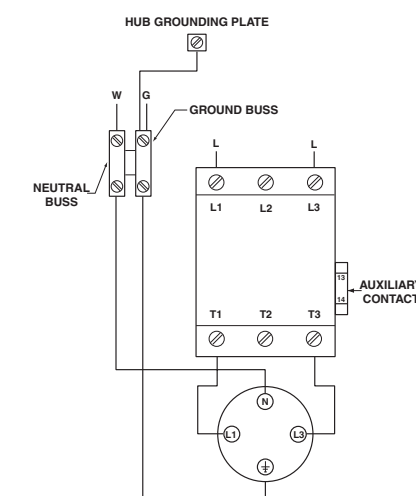 HUB GROUNDING PLATE
W G
GROUND BUSS
L L
NEUTRAL
BUSS
L1 L2 L3
13
14
AUXILIARY
CONTACT
T1 T2 T3
N
L1 L3